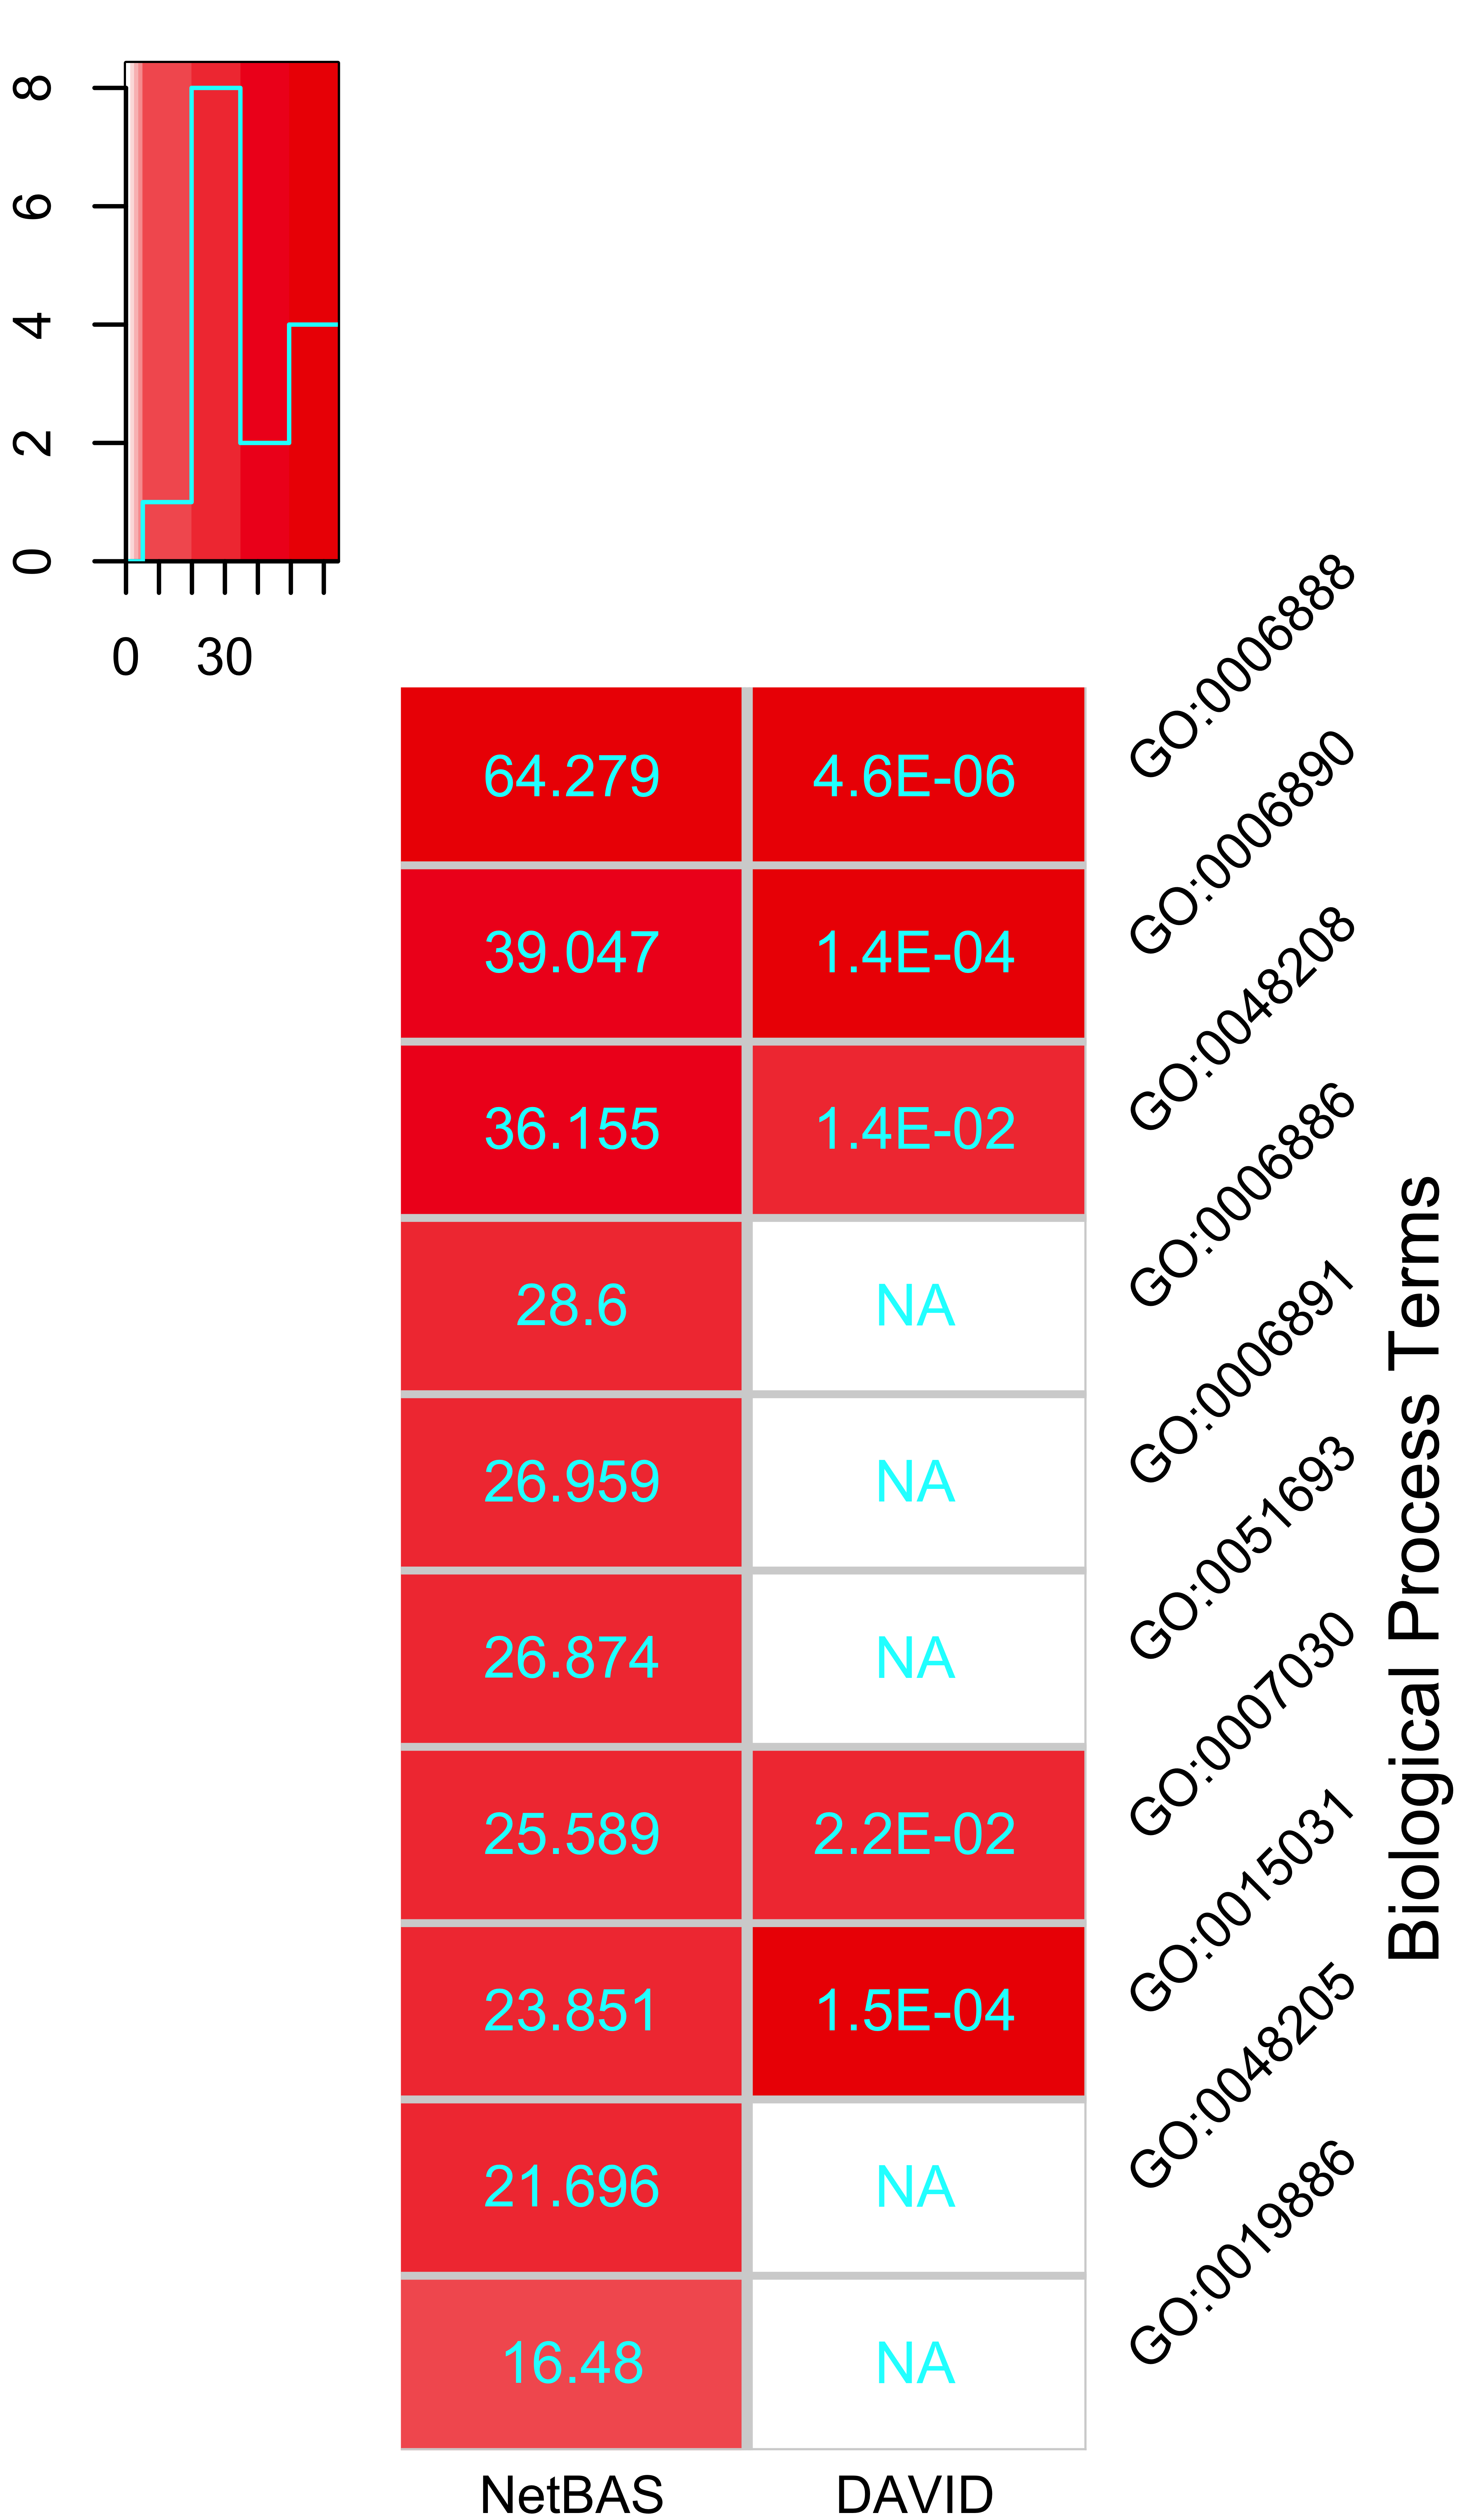 8
6
4
2
0
0 30
64.279 4.6E-06 GO:0006888
39.047 1.4E-04 GO:0006890
36.155 1.4E-02 GO:0048208
28.6 NA GO:0006886
26.959 NA GO:0006891
26.874 NA GO:0051693
25.589 2.2E-02 GO:0007030
23.851 1.5E-04 GO:0015031
21.696 NA GO:0048205
16.48 NA GO:0019886
Biological Process Terms
NetBAS DAVID